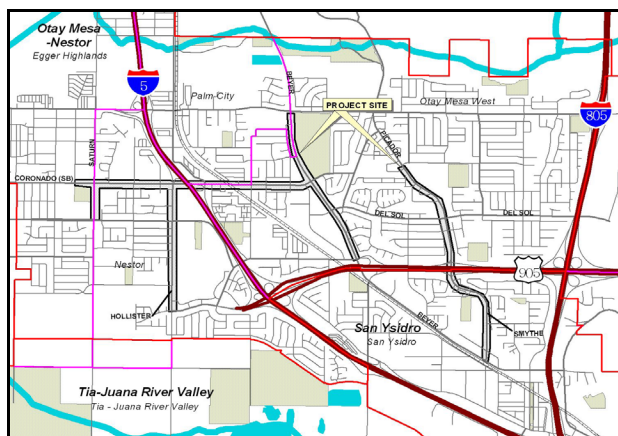 Otay Mesa
-Nestor
Egger Highlands
5
Palm City
BEYER
PROJECT SITE
Otay Mesa West
805
PICADOR
SATURN
CORONADO (SB)
DEL SOL
DEL SOL
Nestor
905
HOLLISTER
San Ysidro
San Ysidro
BEYER
SMYTHE
Tia-Juana River Valley
Tia - Juana River Valley